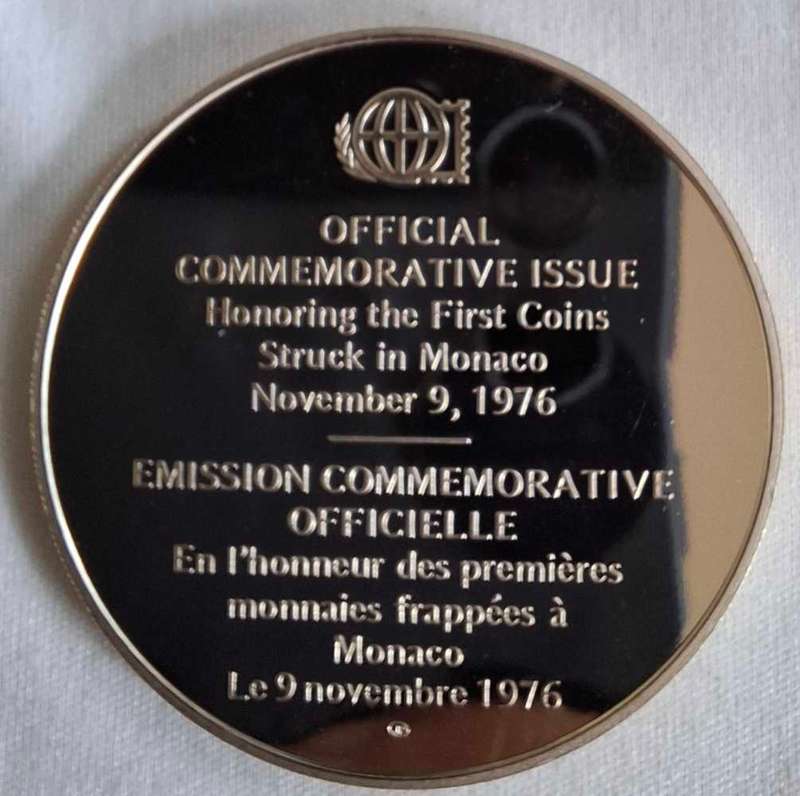 OFFICIAL
COMMEMORATIVE ISSUE
Honoring the First Coins
Struck in Monaco
November 9, 1976
EMISSION COMMEMORATIVE
OFFICIELLE
En l'honneur des premières
monnaies frappées à
Monaco
Le 9 novembre 1976